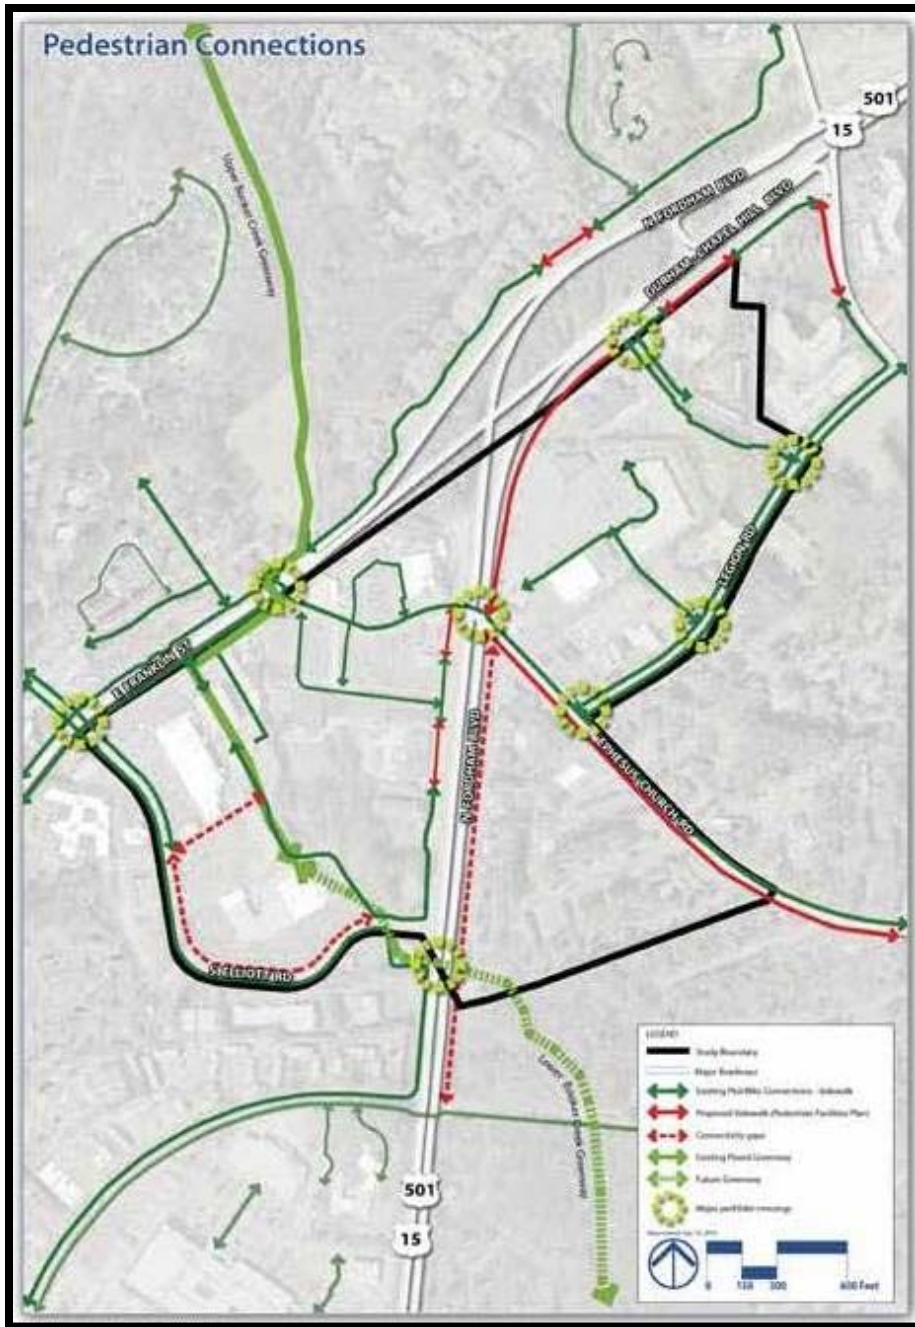 Pedestrian Connections
501
15
N FORDHAM BLVD
DURHAM - CHAPEL HILL BLVD
Upper Booker Creek Greenway
LEGION RD
E FRANKLIN ST
N FORDHAM BLVD
EPHESUS CHURCH RD
S ELLIOTT RD
Lower Booker Creek Greenway
501
15
LEGEND
Study Boundary
Major Roadways
Existing Ped/Bike Connections - Sidewalk
Proposed Sidewalk (Pedestrian Facilities Plan)
Connectivity gaps
Existing Paved Greenway
Future Greenway
Major ped/bike crossings
0 150 300 600 Feet